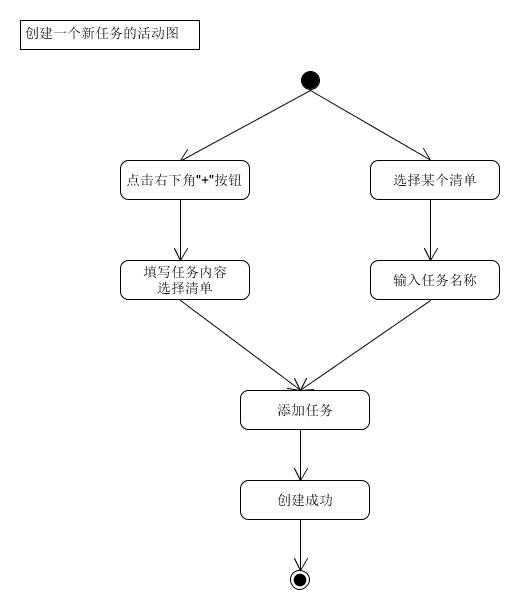 创建一个新任务的活动图
点击右下角"+"按钮
选择某个清单
填写任务内容
选择清单
输入任务名称
添加任务
创建成功